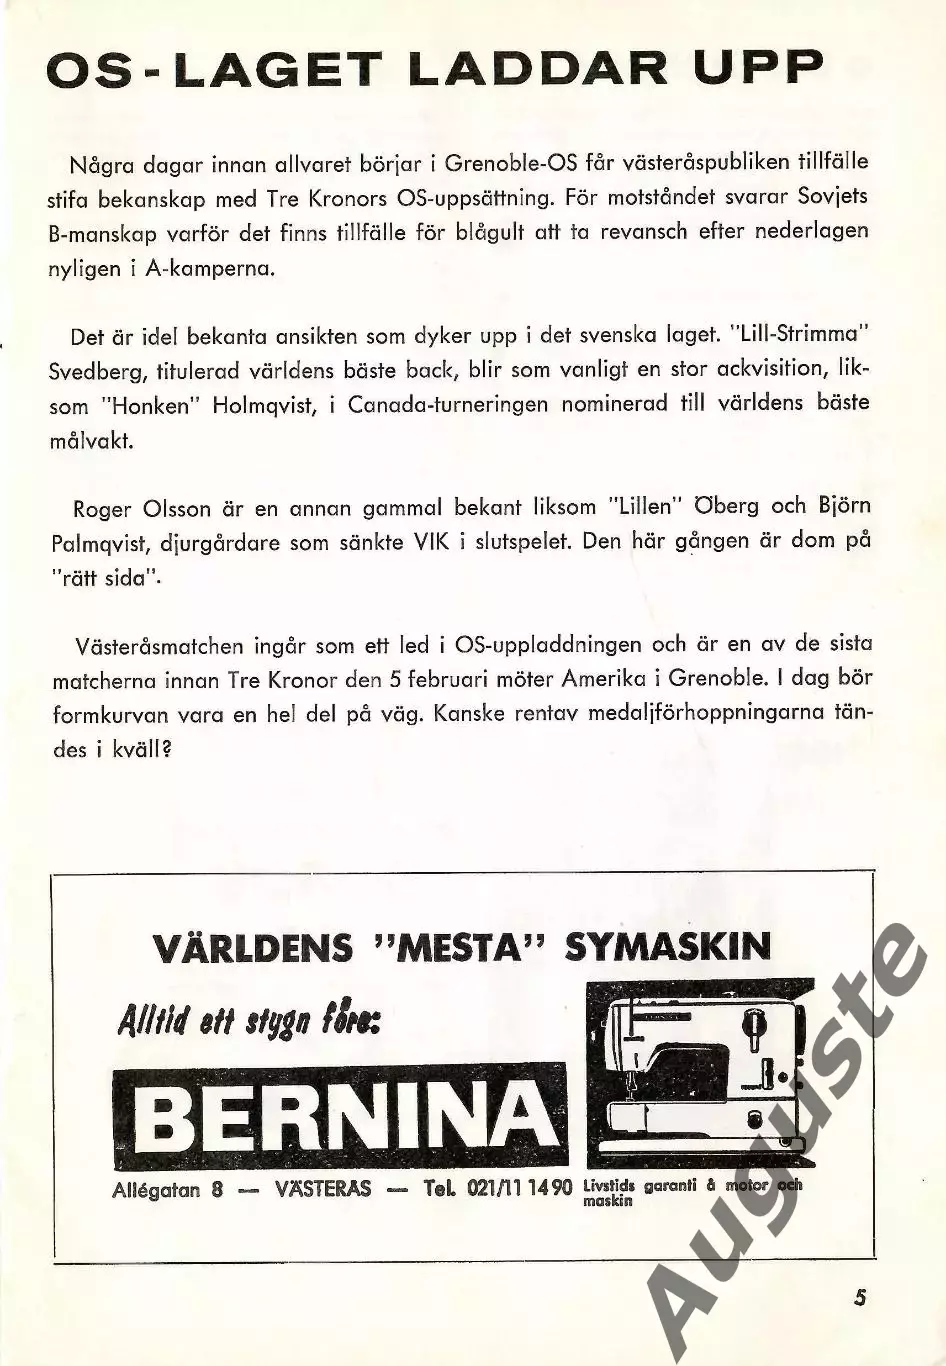 OS-LAGET LADDAR UPP
Några dagar innan allvaret börjar i Grenoble-OS får västeråspubliken tillfälle
stifa bekanskap med Tre Kronors OS-uppsättning. För motståndet svarar Sovjets
B-manskap varför det finns tillfälle för blågult att ta revansch efter nederlagen
nyligen i A-kamperna.
Det är idel bekanta ansikten som dyker upp i det svenska laget. "Lill-Strimma"
Svedberg, titulerad världens bäste back, blir som vanligt en stor ackvisition, lik-
som "Honken" Holmqvist, i Canada-turneringen nominerad till världens bäste
målvakt.
Roger Olsson är en annan gammal bekant liksom "Lillen" Öberg och Björn
Palmqvist, djurgårdare som sänkte VIK i slutspelet. Den här gången är dom på
"rätt sida".
Västeråsmatchen ingår som ett led i OS-uppladdningen och är en av de sista
matcherna innan Tre Kronor den 5 februari möter Amerika i Grenoble. I dag bör
formkurvan vara en hel del på väg. Kanske rentav medaljförhoppningarna tän-
des i kväll?
VÄRLDENS "MESTA" SYMASKIN
Alltid ett stygn före:
BERNINA
Allégatan 8 — VÄSTERÅS — Tel. 021/11 14 90
Livstids garanti å motor och
maskin
5
Auguste